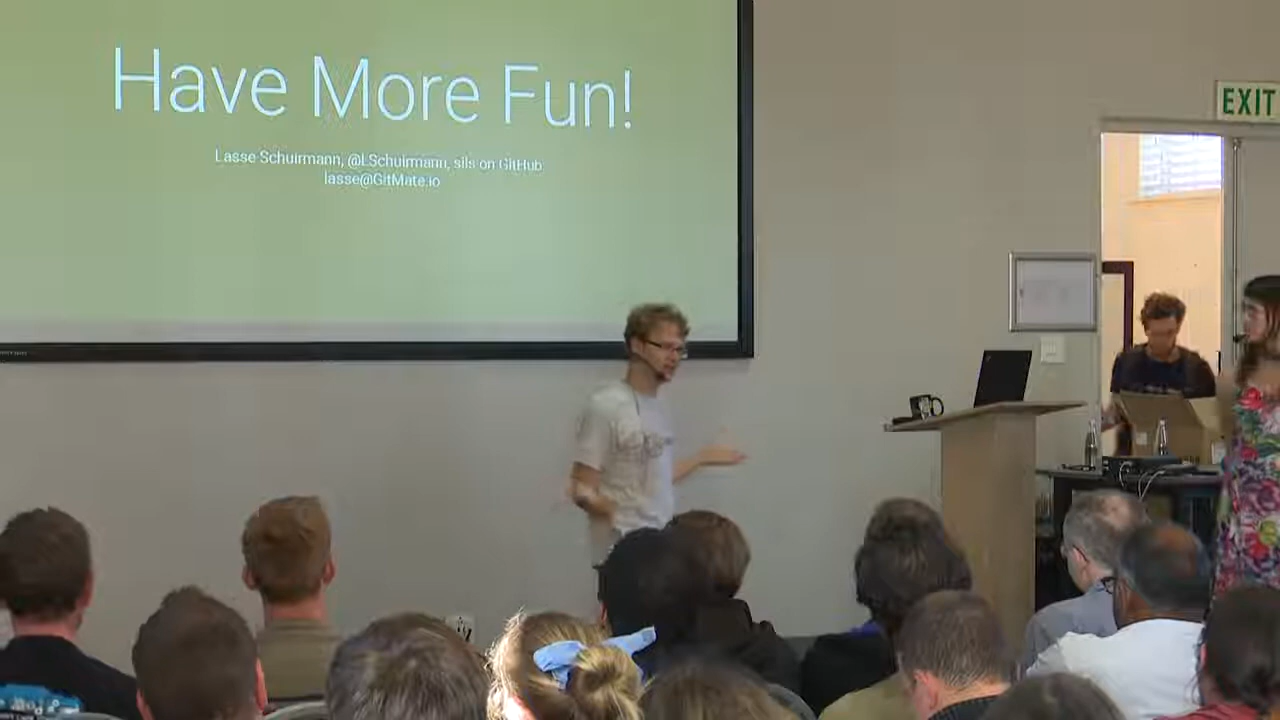 Have More Fun!
Lasse Schuirmann, @LSchuirmann, sils on GitHub
lasse@GitMate.io
EXIT